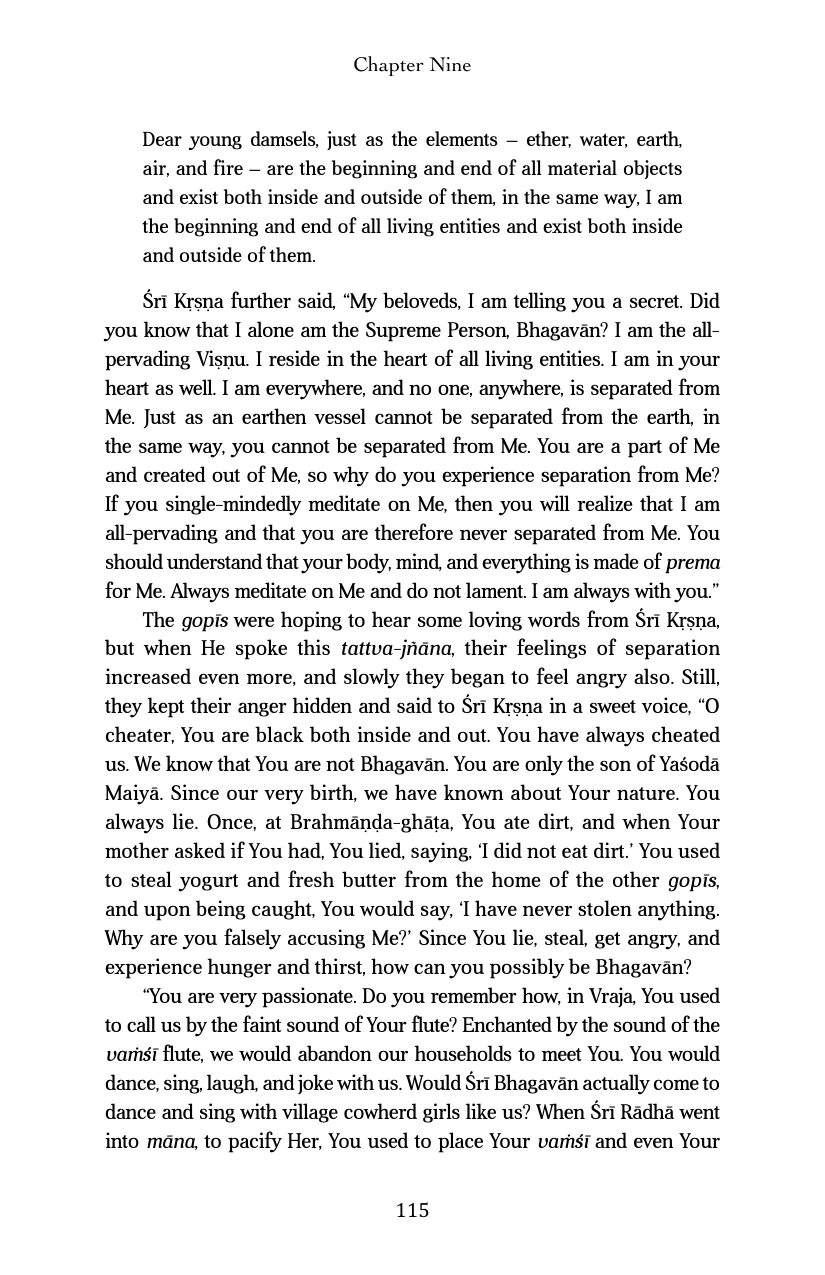 Chapter Nine
Dear young damsels, just as the elements – ether, water, earth,
air, and fire – are the beginning and end of all material objects
and exist both inside and outside of them, in the same way, I am
the beginning and end of all living entities and exist both inside
and outside of them.
Śrī Kṛṣṇa further said, “My beloveds, I am telling you a secret. Did
you know that I alone am the Supreme Person, Bhagavān? I am the all-
pervading Viṣṇu. I reside in the heart of all living entities. I am in your
heart as well. I am everywhere, and no one, anywhere, is separated from
Me. Just as an earthen vessel cannot be separated from the earth, in
the same way, you cannot be separated from Me. You are a part of Me
and created out of Me, so why do you experience separation from Me?
If you single-mindedly meditate on Me, then you will realize that I am
all-pervading and that you are therefore never separated from Me. You
should understand that your body, mind, and everything is made of prema
for Me. Always meditate on Me and do not lament. I am always with you.”
The gopīs were hoping to hear some loving words from Śrī Kṛṣṇa,
but when He spoke this tattva-jñāna, their feelings of separation
increased even more, and slowly they began to feel angry also. Still,
they kept their anger hidden and said to Śrī Kṛṣṇa in a sweet voice, “O
cheater, You are black both inside and out. You have always cheated
us. We know that You are not Bhagavān. You are only the son of Yaśodā
Maiyā. Since our very birth, we have known about Your nature. You
always lie. Once, at Brahmāṇḍa-ghāṭa, You ate dirt, and when Your
mother asked if You had, You lied, saying, ‘I did not eat dirt.’ You used
to steal yogurt and fresh butter from the home of the other gopīs,
and upon being caught, You would say, ‘I have never stolen anything.
Why are you falsely accusing Me?’ Since You lie, steal, get angry, and
experience hunger and thirst, how can you possibly be Bhagavān?
“You are very passionate. Do you remember how, in Vraja, You used
to call us by the faint sound of Your flute? Enchanted by the sound of the
vaṁśī flute, we would abandon our households to meet You. You would
dance, sing, laugh, and joke with us. Would Śrī Bhagavān actually come to
dance and sing with village cowherd girls like us? When Śrī Rādhā went
into māna, to pacify Her, You used to place Your vaṁśī and even Your
115